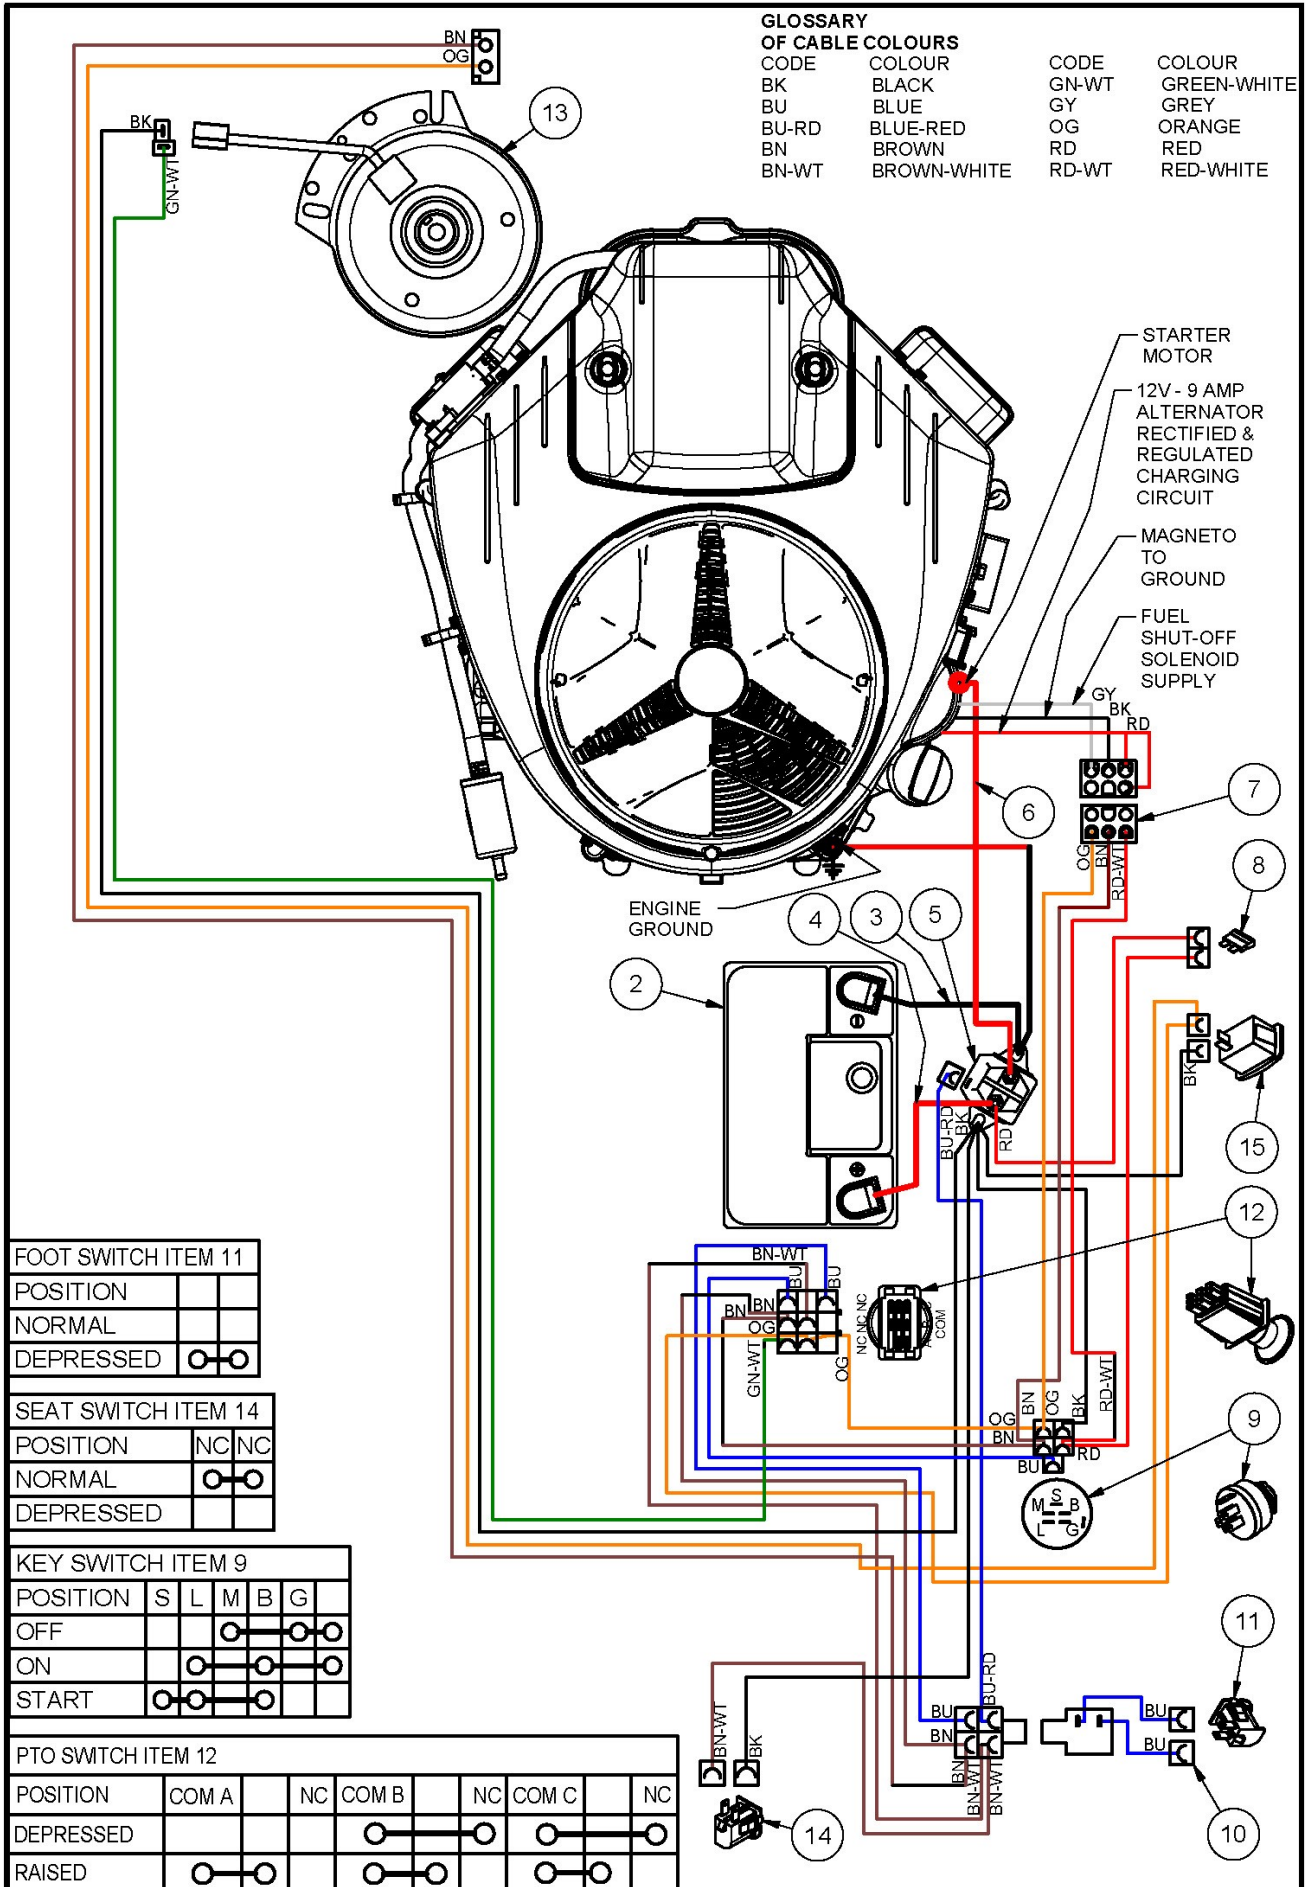 GLOSSARY
OF CABLE COLOURS
CODE COLOUR CODE COLOUR
BK BLACK GN-WT GREEN-WHITE
BU BLUE GY GREY
BU-RD BLUE-RED OG ORANGE
BN BROWN RD RED
BN-WT BROWN-WHITE RD-WT RED-WHITE
BN
OG
13
BK
GN-WT
STARTER
MOTOR
12V - 9 AMP
ALTERNATOR
RECTIFIED &
REGULATED
CHARGING
CIRCUIT
MAGNETO
TO
GROUND
FUEL
SHUT-OFF
SOLENOID
SUPPLY
GY
BK
RD
6
7
OG
BN
RD-WT
8
ENGINE
GROUND
4
3
5
2
BK
15
BU-RD
BK
RD
12
BN-WT
BU
BU
BN
BN
OG
GN-WT
OG
NC NC NC
COM
FOOT SWITCH ITEM 11
POSITION
NORMAL
DEPRESSED
SEAT SWITCH ITEM 14
POSITION NC NC
NORMAL
DEPRESSED
OG
BN
BN
OG
BK
RD-WT
RD
BU
9
S
M B
L G
KEY SWITCH ITEM 9
POSITION S L M B G
OFF
ON
START
11
BN-WT
BK
BU
BN
BU-RD
BN
BN-WT
BN-WT
BU
BU
10
14
PTO SWITCH ITEM 12
POSITION COM A NC COM B NC COM C NC
DEPRESSED
RAISED